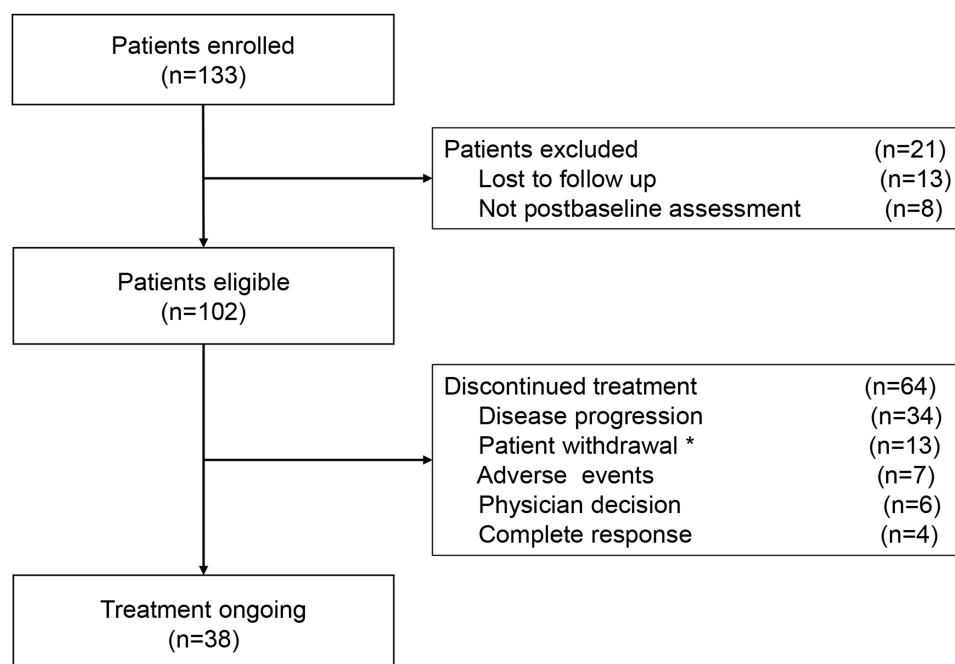 Patients enrolled
(n=133)
Patients excluded (n=21)
Lost to follow up (n=13)
Not postbaseline assessment (n=8)
Patients eligible
(n=102)
Discontinued treatment (n=64)
Disease progression (n=34)
Patient withdrawal * (n=13)
Adverse events (n=7)
Physician decision (n=6)
Complete response (n=4)
Treatment ongoing
(n=38)